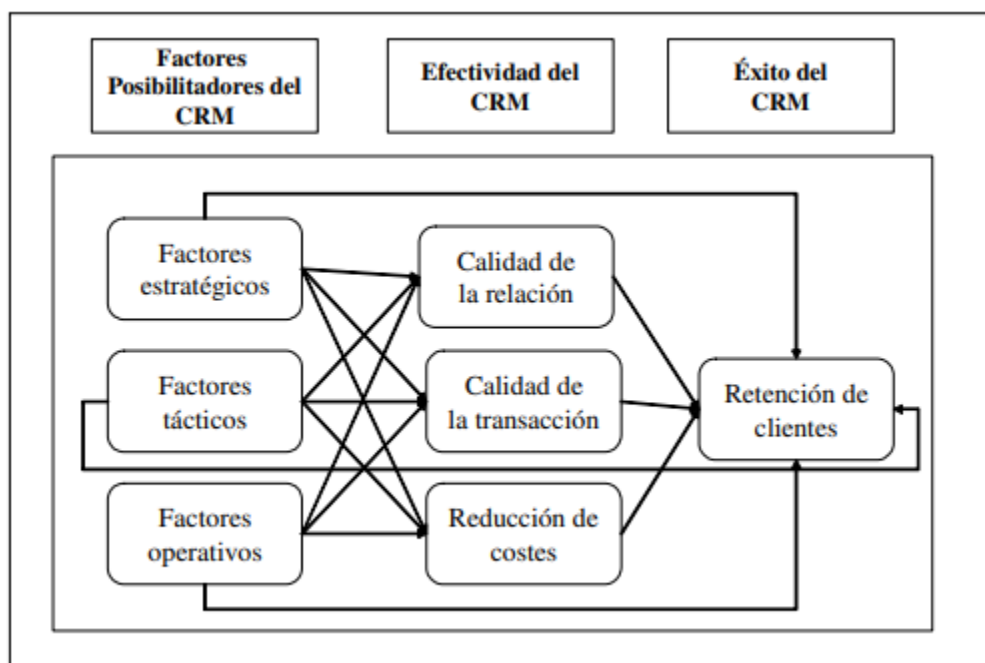 Factores
Posibilitadores del
CRM
Efectividad del
CRM
Éxito del
CRM
Factores
estratégicos
Calidad de
la relación
Factores
tácticos
Calidad de
la transacción
Retención de
clientes
Factores
operativos
Reducción de
costes